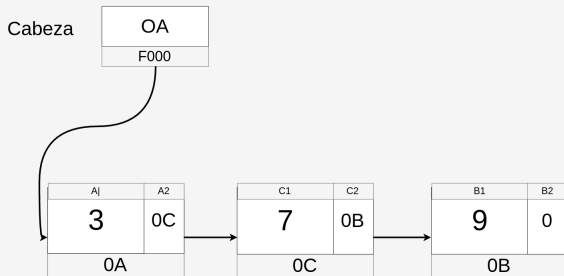 Cabeza
OA
F000
A| A2 C1 C2 B1 B2
3 0C 7 0B 9 0
0A 0C 0B